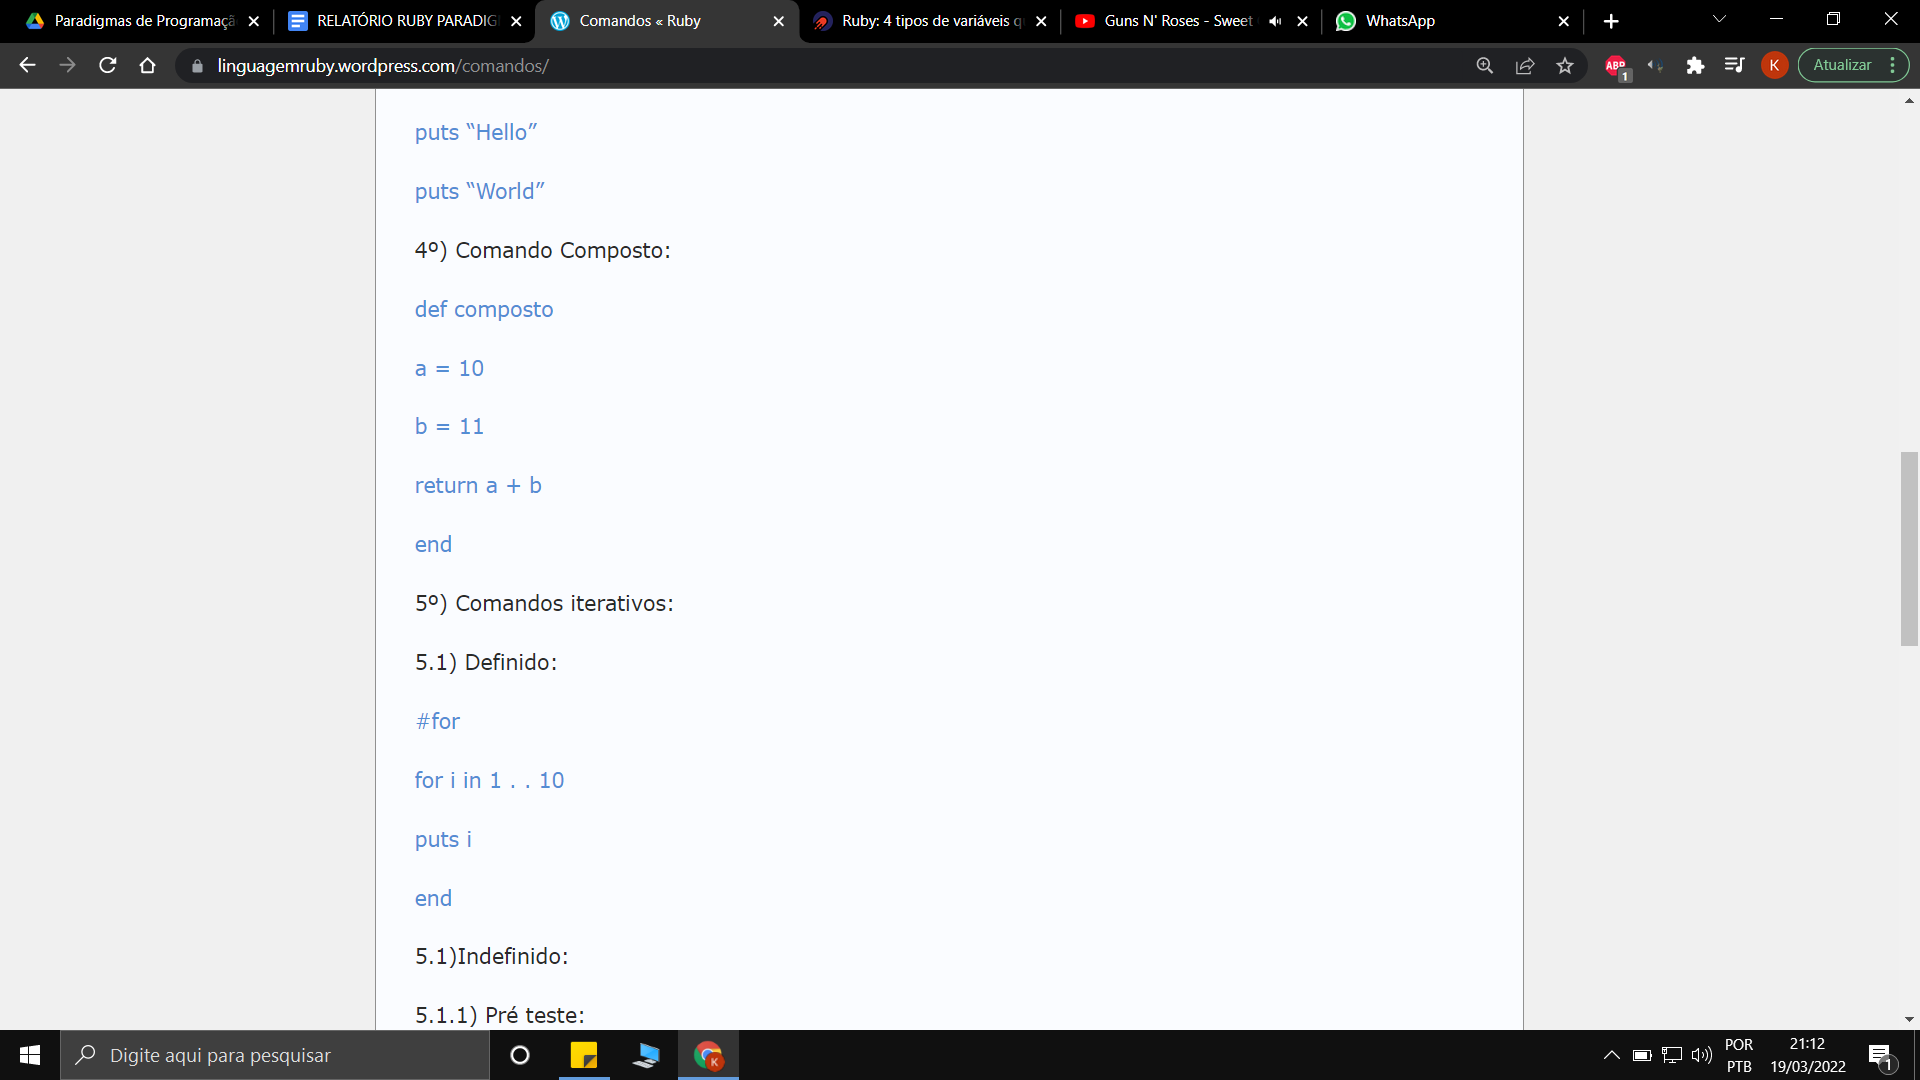 Paradigmas de Programaçã
RELATÓRIO RUBY PARADIG
Comandos « Ruby
Ruby: 4 tipos de variáveis q
Guns N' Roses - Sweet
WhatsApp
linguagemruby.wordpress.com/comandos/
ABP
1
K
Atualizar
puts “Hello”
puts “World”
4º) Comando Composto:
def composto
a = 10
b = 11
return a + b
end
5º) Comandos iterativos:
5.1) Definido:
#for
for i in 1 . . 10
puts i
end
5.1)Indefinido:
5.1.1) Pré teste:
Digite aqui para pesquisar
K
POR
PTB
21:12
19/03/2022
1